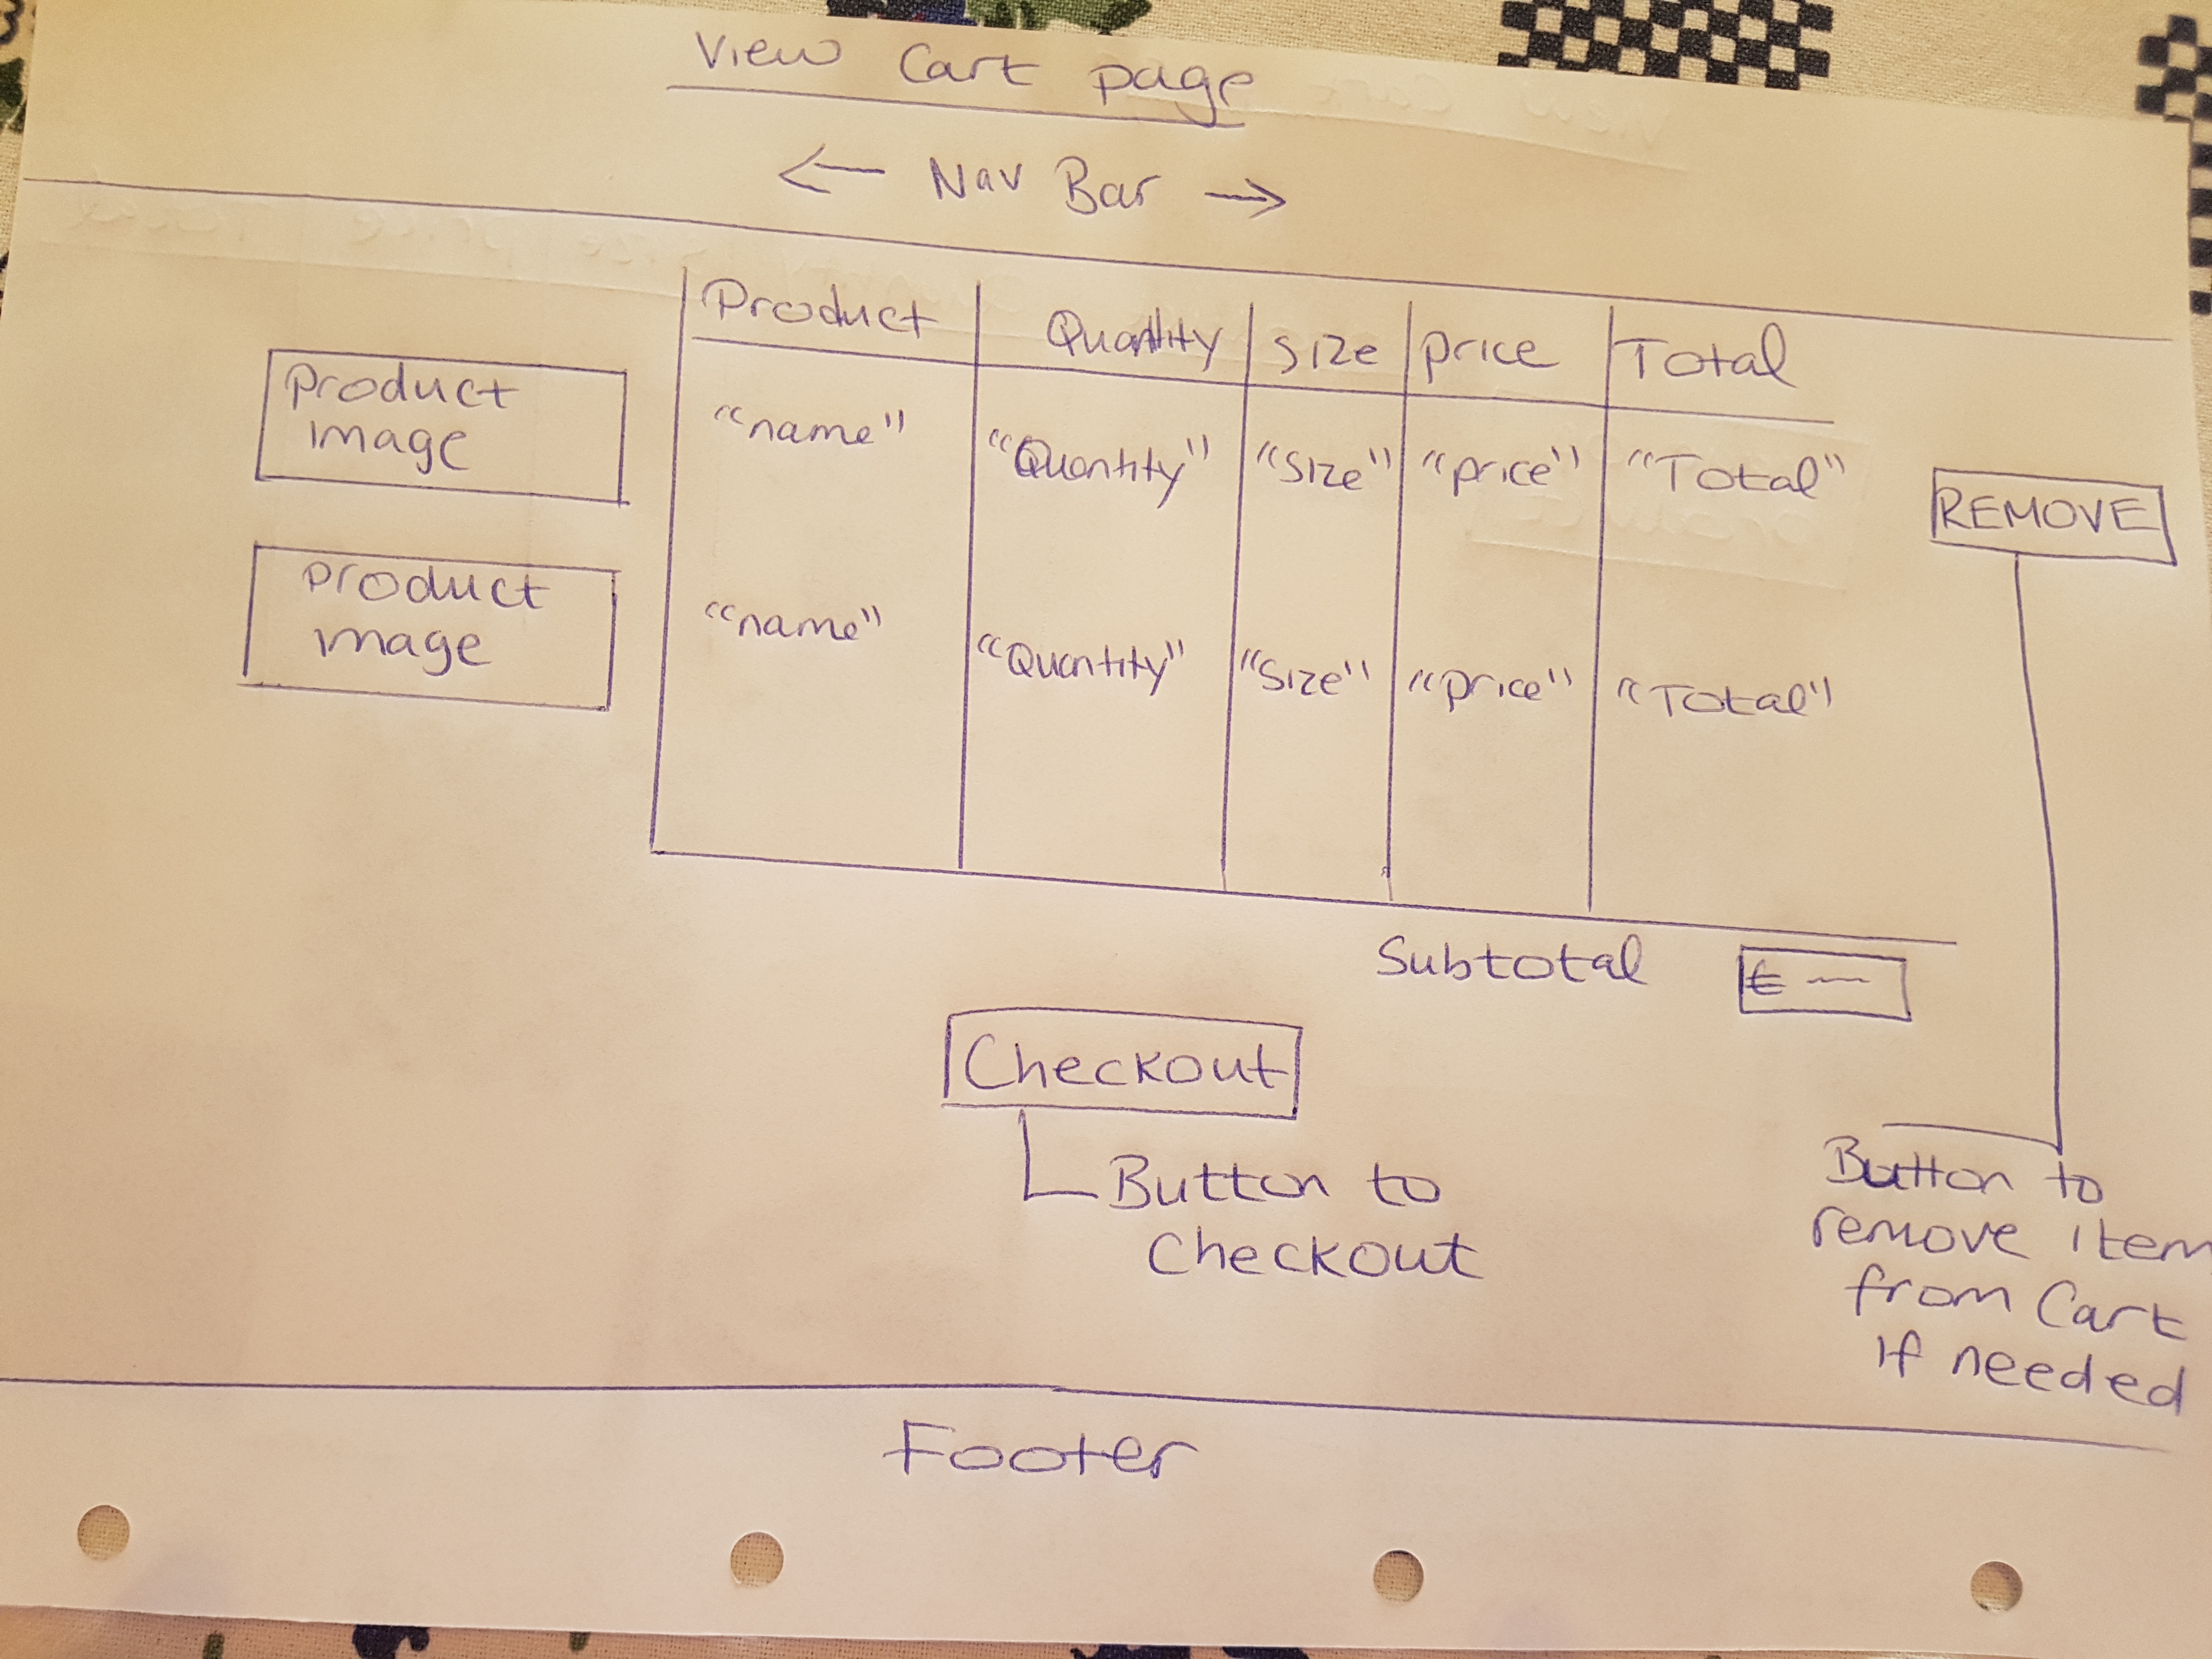 View Cart page
← Nav Bar →
Product Quantity Size Price Total
Product
image
"name" "Quantity" "Size" "price" "Total"
REMOVE
Product
image
"name" "Quantity" "Size" "price" "Total"
Subtotal
Checkout
Button to
Checkout
Button to
remove item
from Cart
If needed
Footer